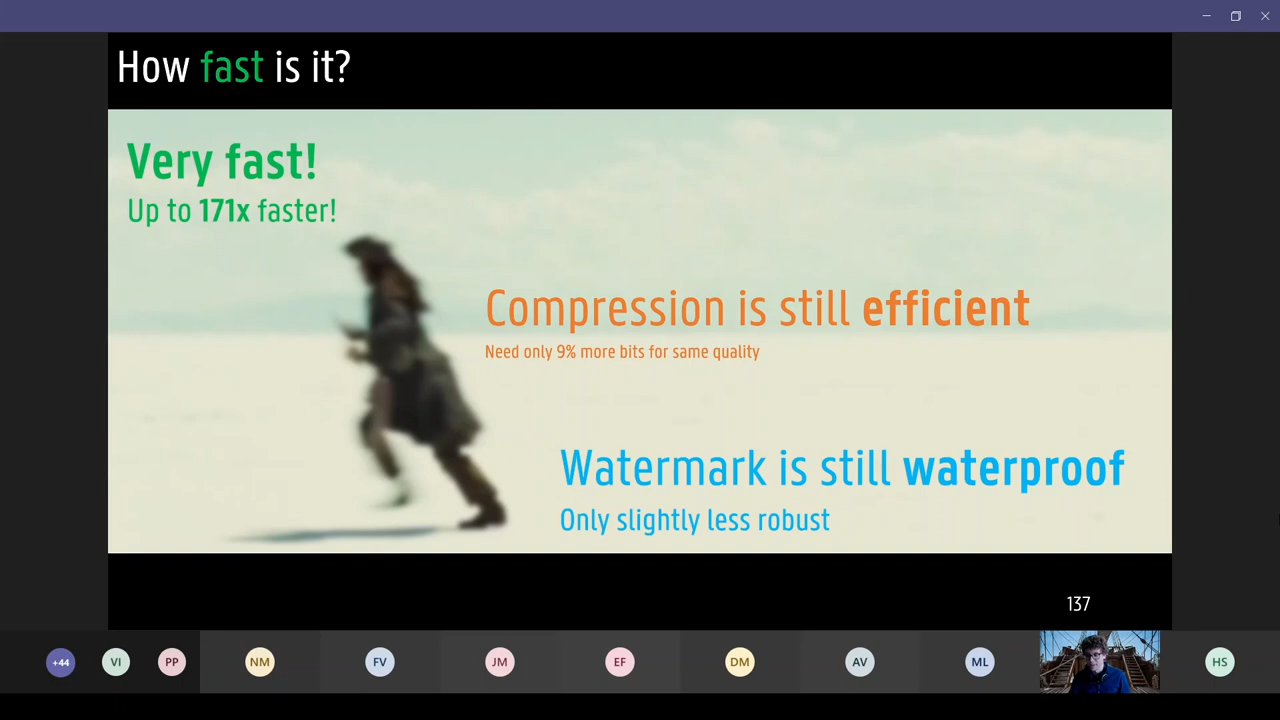 How fast is it?
Very fast!
Up to 171x faster!
Compression is still efficient
Need only 9% more bits for same quality
Watermark is still waterproof
Only slightly less robust
137
+44
VI
PP
NM
FV
JM
EF
DM
AV
ML
HS